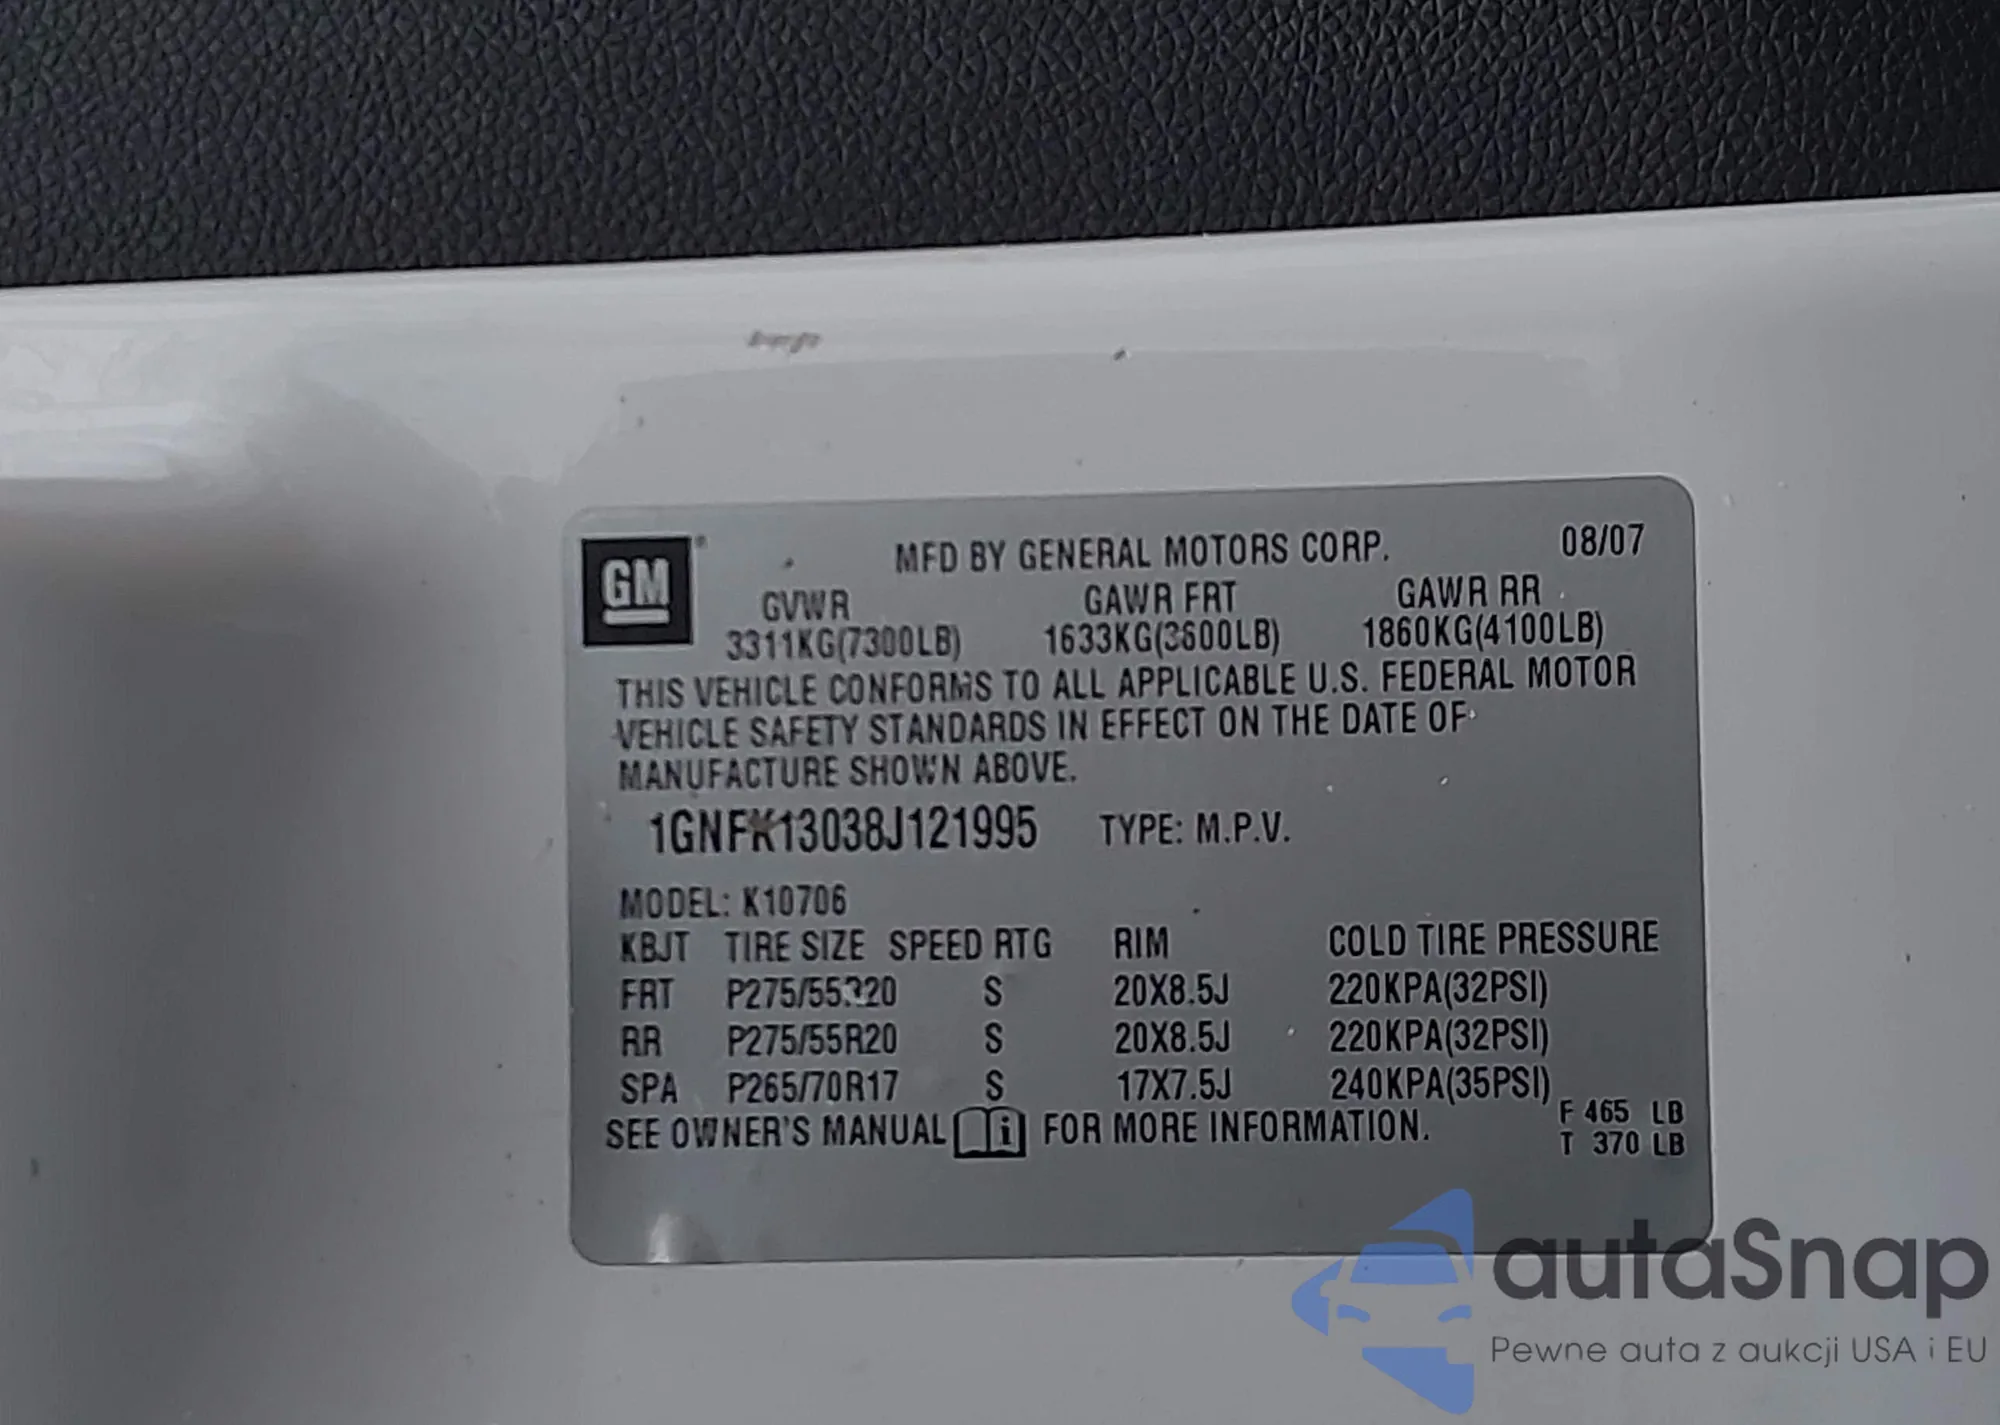 GM
MFD BY GENERAL MOTORS CORP. 08/07
GVWR GAWR FRT GAWR RR
3311KG(7300LB) 1633KG(3600LB) 1860KG(4100LB)
THIS VEHICLE CONFORMS TO ALL APPLICABLE U.S. FEDERAL MOTOR
VEHICLE SAFETY STANDARDS IN EFFECT ON THE DATE OF
MANUFACTURE SHOWN ABOVE.
1GNFK13038J121995 TYPE: M.P.V.
MODEL: K10706
KBJT TIRE SIZE SPEED RTG RIM COLD TIRE PRESSURE
FRT P275/55R20 S 20X8.5J 220KPA(32PSI)
RR P275/55R20 S 20X8.5J 220KPA(32PSI)
SPA P265/70R17 S 17X7.5J 240KPA(35PSI)
SEE OWNER'S MANUAL i FOR MORE INFORMATION.
F 465 LB
T 370 LB
autaSnap
Pewne auta z aukcji USA i EU